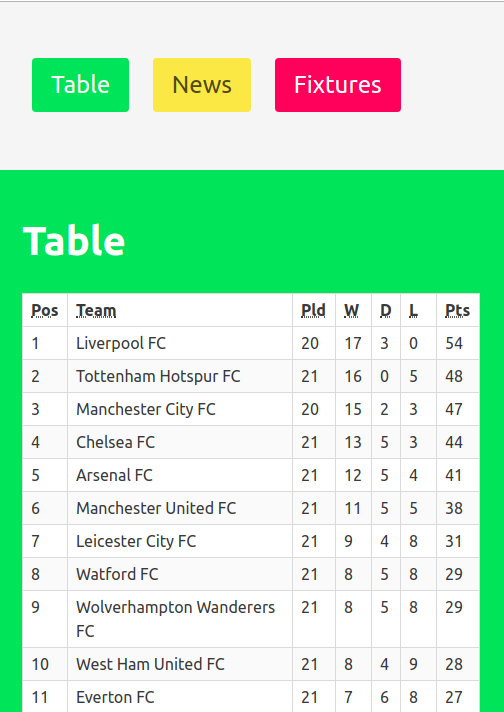 Table News Fixtures
Table
Pos Team Pld W D L Pts
1 Liverpool FC 20 17 3 0 54
2 Tottenham Hotspur FC 21 16 0 5 48
3 Manchester City FC 20 15 2 3 47
4 Chelsea FC 21 13 5 3 44
5 Arsenal FC 21 12 5 4 41
6 Manchester United FC 21 11 5 5 38
7 Leicester City FC 21 9 4 8 31
8 Watford FC 21 8 5 8 29
9 Wolverhampton Wanderers 21 8 5 8 29
FC
10 West Ham United FC 21 8 4 9 28
11 Everton FC 21 7 6 8 27